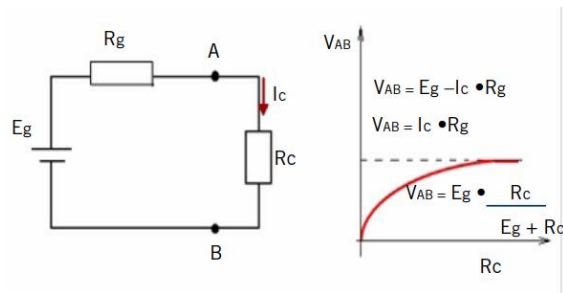 Rg
A
Ic
Eg
Rc
B
VAB
VAB = Eg –Ic •Rg
VAB = Ic •Rg
VAB = Eg • Rc
Eg + Rc
Rc